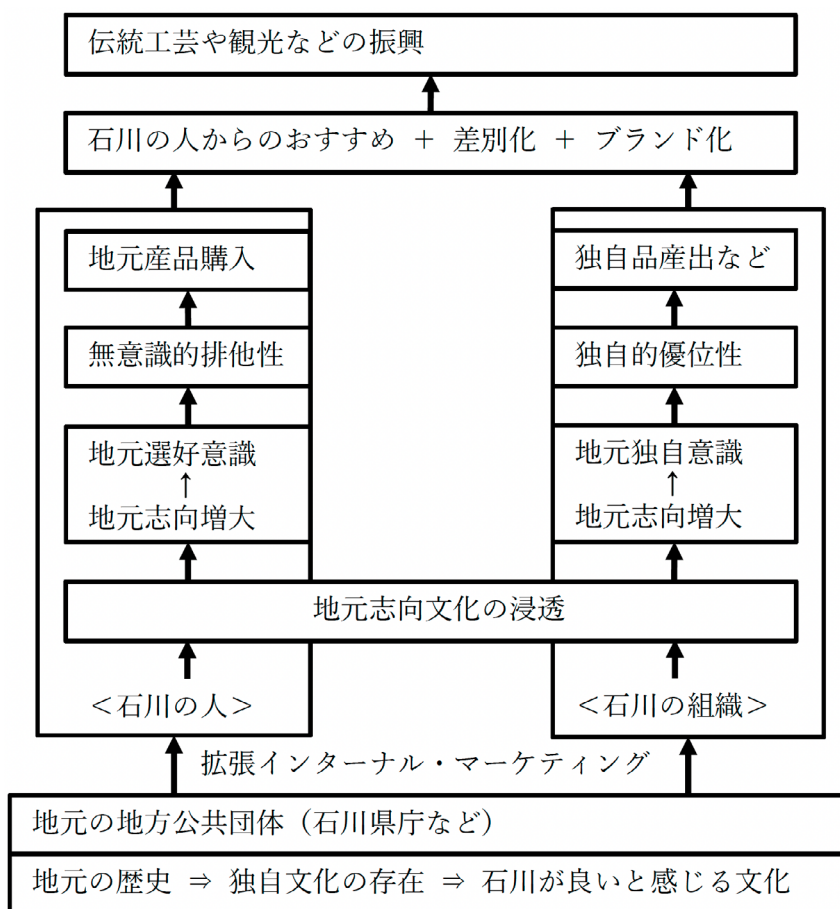 伝統工芸や観光などの振興
石川の人からのおすすめ ＋ 差別化 ＋ ブランド化
地元産品購入
独自品産出など
無意識的排他性
独自的優位性
地元選好意識
↑
地元志向増大
地元独自意識
↑
地元志向増大
地元志向文化の浸透
＜石川の人＞
＜石川の組織＞
拡張インターナル・マーケティング
地元の地方公共団体（石川県庁など）
地元の歴史 ⇒ 独自文化の存在 ⇒ 石川が良いと感じる文化